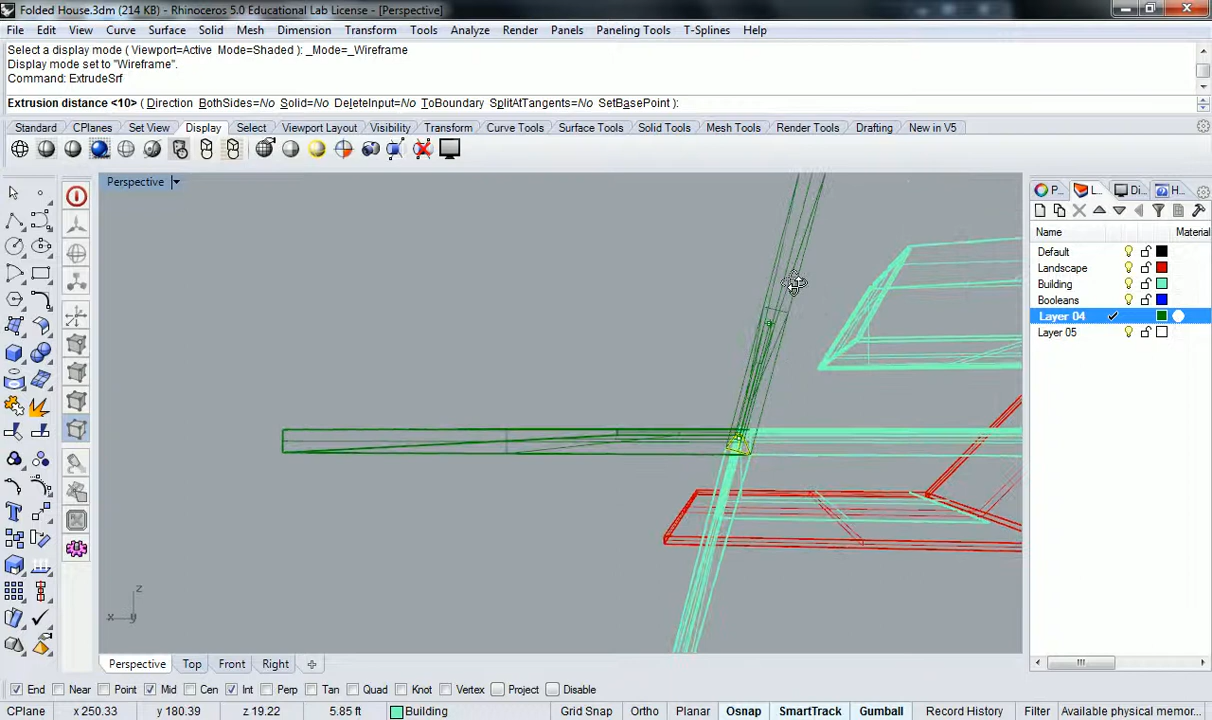 Folded House.3dm (214 KB) - Rhinoceros 5.0 Educational Lab License - [Perspective]
File Edit View Curve Surface Solid Mesh Dimension Transform Tools Analyze Render Panels Paneling Tools T-Splines Help
Select a display mode ( Viewport=Active Mode=Shaded ): _Mode=_Wireframe
Display mode set to "Wireframe".
Command: ExtrudeSrf
Extrusion distance <10> ( Direction BothSides=No Solid=No DeleteInput=No ToBoundary SplitAtTangents=No SetBasePoint ):
Standard CPlanes Set View Display Select Viewport Layout Visibility Transform Curve Tools Surface Tools Solid Tools Mesh Tools Render Tools Drafting New in V5
Perspective
P... L... Di... H...
Name Material
Default
Landscape
Building
Booleans
Layer 04
Layer 05
z
x y
Perspective Top Front Right
End Near Point Mid Cen Int Perp Tan Quad Knot Vertex Project Disable
CPlane x 250.33 y 180.39 z 19.22 5.85 ft Building Grid Snap Ortho Planar Osnap SmartTrack Gumball Record History Filter Available physical memor...